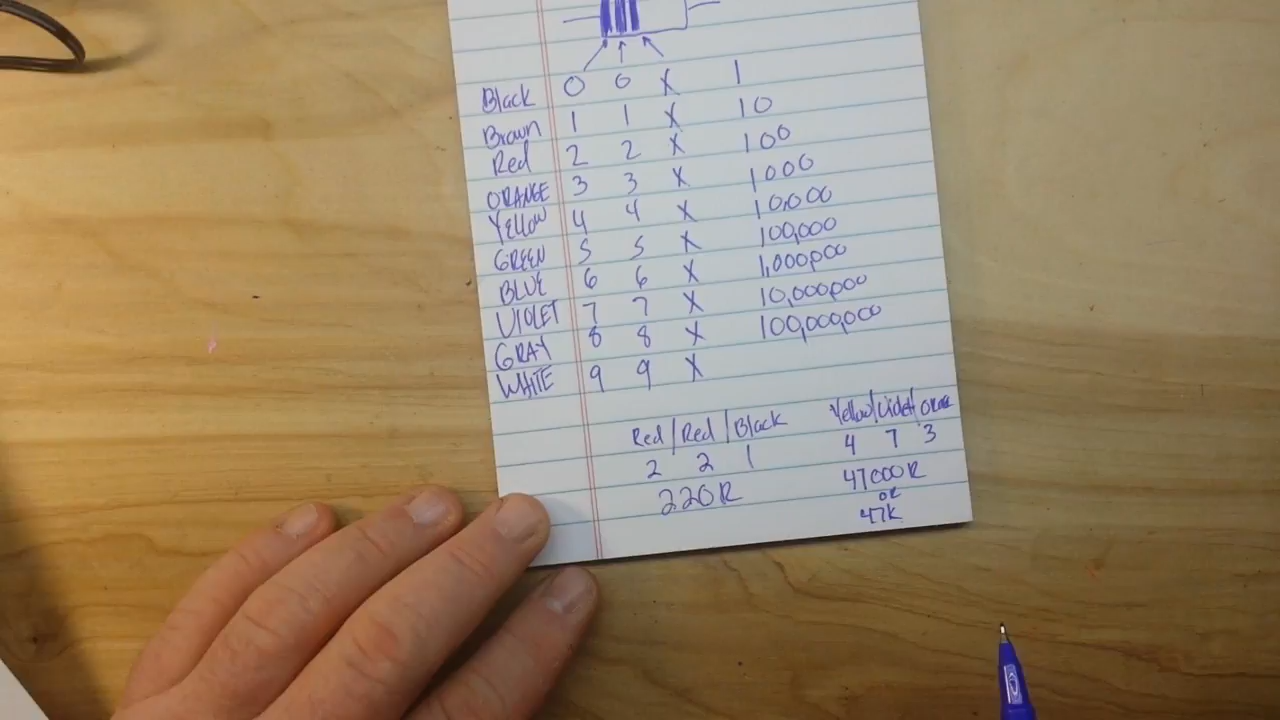 Black 0 0 X 1
Brown 1 1 X 10
Red 2 2 X 100
ORANGE 3 3 X 1000
YELLOW 4 4 X 10,000
GREEN 5 5 X 100,000
BLUE 6 6 X 1,000,000
VIOLET 7 7 X 10,000,000
GRAY 8 8 X 100,000,000
WHITE 9 9 X
Red / Red / Black Yellow / Violet /
2 2 1 4 7 3
220R 47000R
or
47K